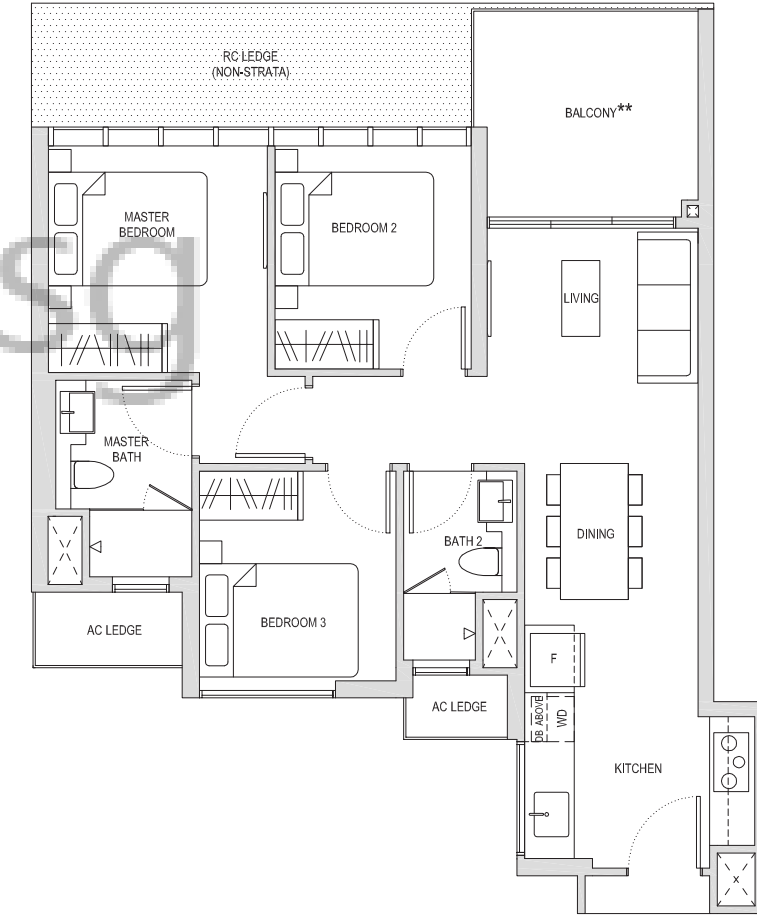 RC LEDGE
(NON-STRATA)
BALCONY**
MASTER
BEDROOM
BEDROOM 2
sg
LIVING
MASTER
BATH
BATH 2
DINING
BEDROOM 3
AC LEDGE
F
AC LEDGE
DB ABOVE
WD
KITCHEN
x